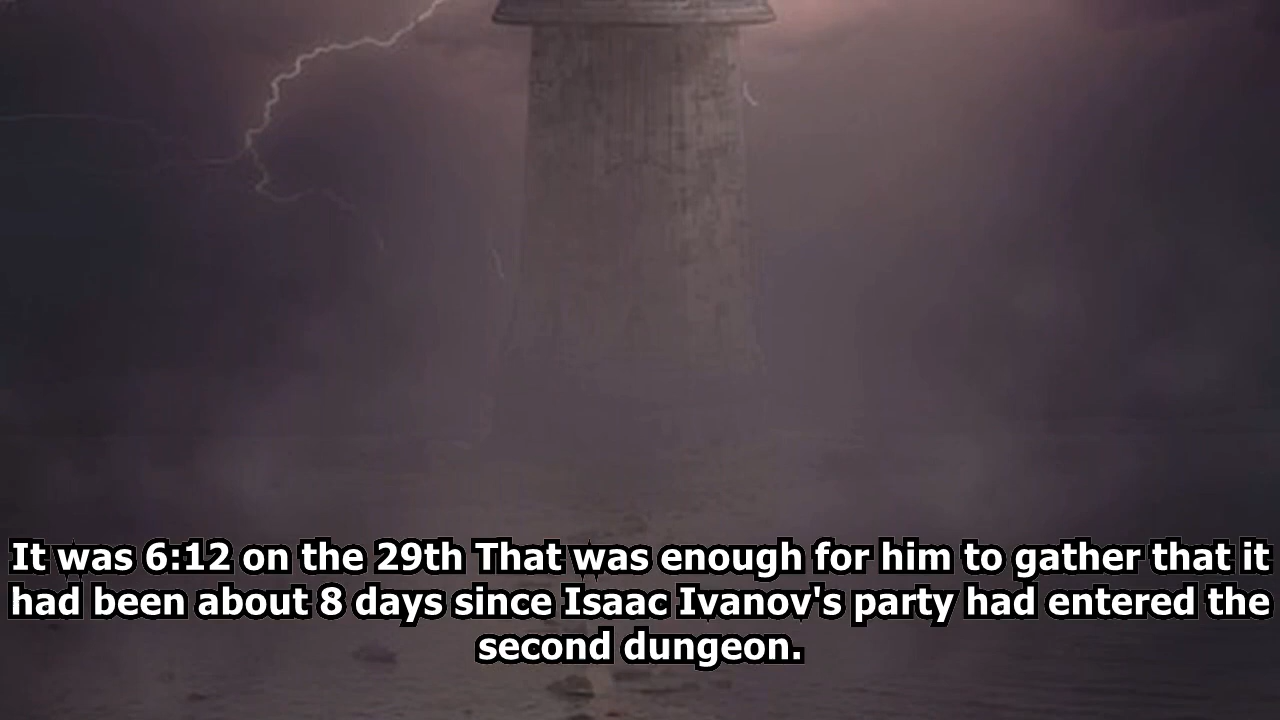 It was 6:12 on the 29th That was enough for him to gather that it
had been about 8 days since Isaac Ivanov's party had entered the
second dungeon.